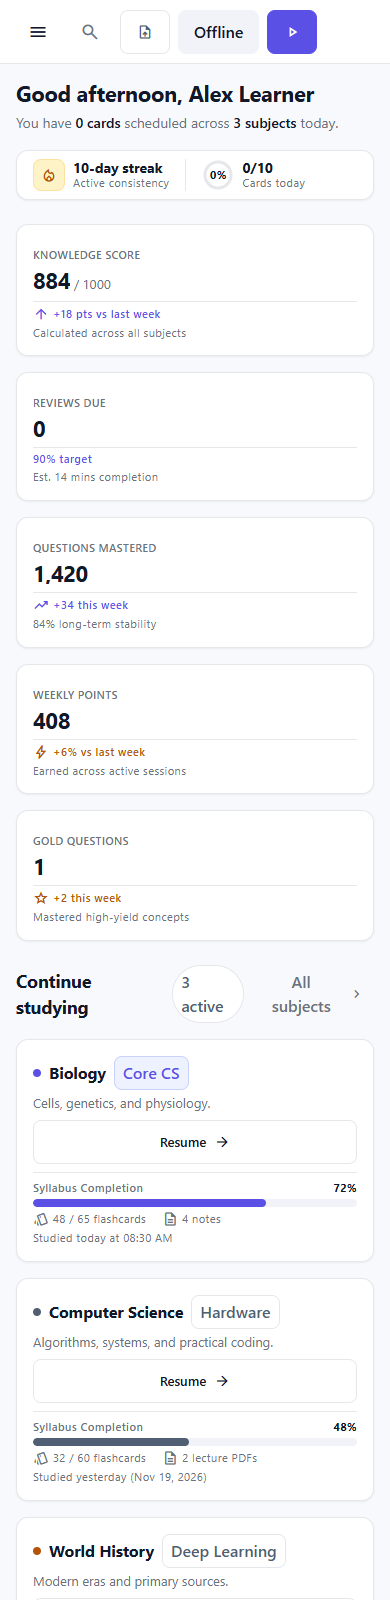 Offline
Good afternoon, Alex Learner
You have 0 cards scheduled across 3 subjects today.
10-day streak
Active consistency
0%
0/10
Cards today
KNOWLEDGE SCORE
884 / 1000
+18 pts vs last week
Calculated across all subjects
REVIEWS DUE
0
90% target
Est. 14 mins completion
QUESTIONS MASTERED
1,420
+34 this week
84% long-term stability
WEEKLY POINTS
408
+6% vs last week
Earned across active sessions
GOLD QUESTIONS
1
+2 this week
Mastered high-yield concepts
Continue
studying
3
active
All
subjects
Biology
Core CS
Cells, genetics, and physiology.
Resume
Syllabus Completion
72%
48 / 65 flashcards
4 notes
Studied today at 08:30 AM
Computer Science
Hardware
Algorithms, systems, and practical coding.
Resume
Syllabus Completion
48%
32 / 60 flashcards
2 lecture PDFs
Studied yesterday (Nov 19, 2026)
World History
Deep Learning
Modern eras and primary sources.